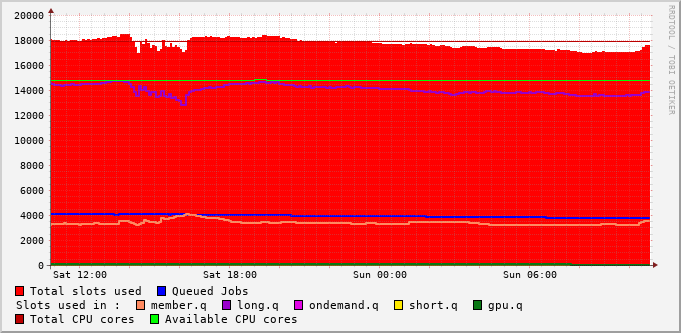 RRDTOOL / TOBI OETIKER
20000
18000
16000
14000
12000
10000
8000
6000
4000
2000
0
Sat 12:00 Sat 18:00 Sun 00:00 Sun 06:00
Total slots used Queued Jobs
Slots used in : member.q long.q ondemand.q short.q gpu.q
Total CPU cores Available CPU cores